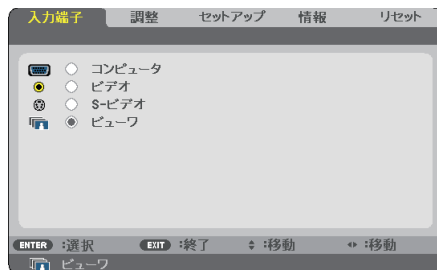 入力端子 調整 セットアップ 情報 リセット
コンピュータ
ビデオ
S-ビデオ
ビューワ
ENTER :選択 EXIT :終了 :移動 :移動
ビューワ